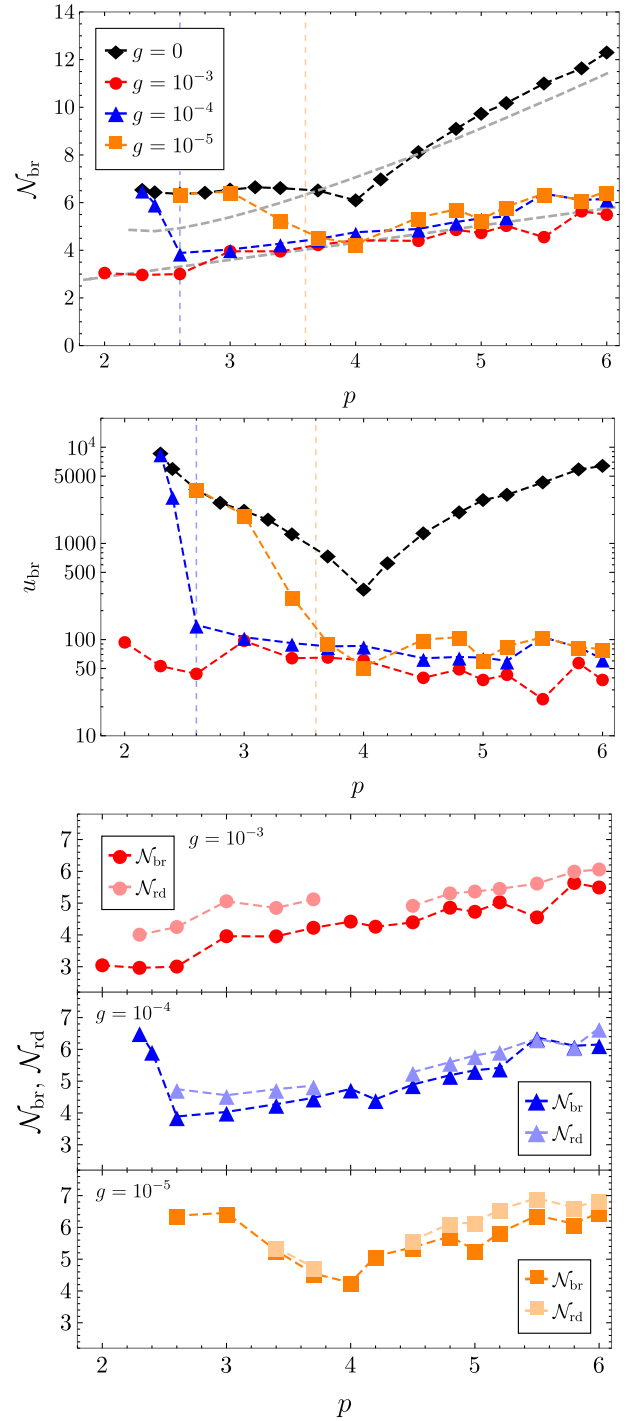 14
12
10
8
6
4
2
0
𝒩br
g = 0
g = 10⁻³
g = 10⁻⁴
g = 10⁻⁵
2 3 4 5 6
p
10⁴
5000
1000
500
100
50
10
ubr
2 3 4 5 6
p
𝒩br, 𝒩rd
7
6
5
4
3
g = 10⁻³
𝒩br
𝒩rd
7
6
5
4
3
g = 10⁻⁴
𝒩br
𝒩rd
7
6
5
4
3
g = 10⁻⁵
𝒩br
𝒩rd
2 3 4 5 6
p